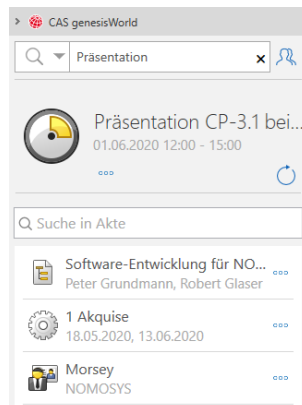 CAS genesisWorld
Präsentation
Präsentation CP-3.1 bei...
01.06.2020 12:00 - 15:00
Suche in Akte
Software-Entwicklung für NO...
Peter Grundmann, Robert Glaser
1 Akquise
18.05.2020, 13.06.2020
Morsey
NOMOSYS